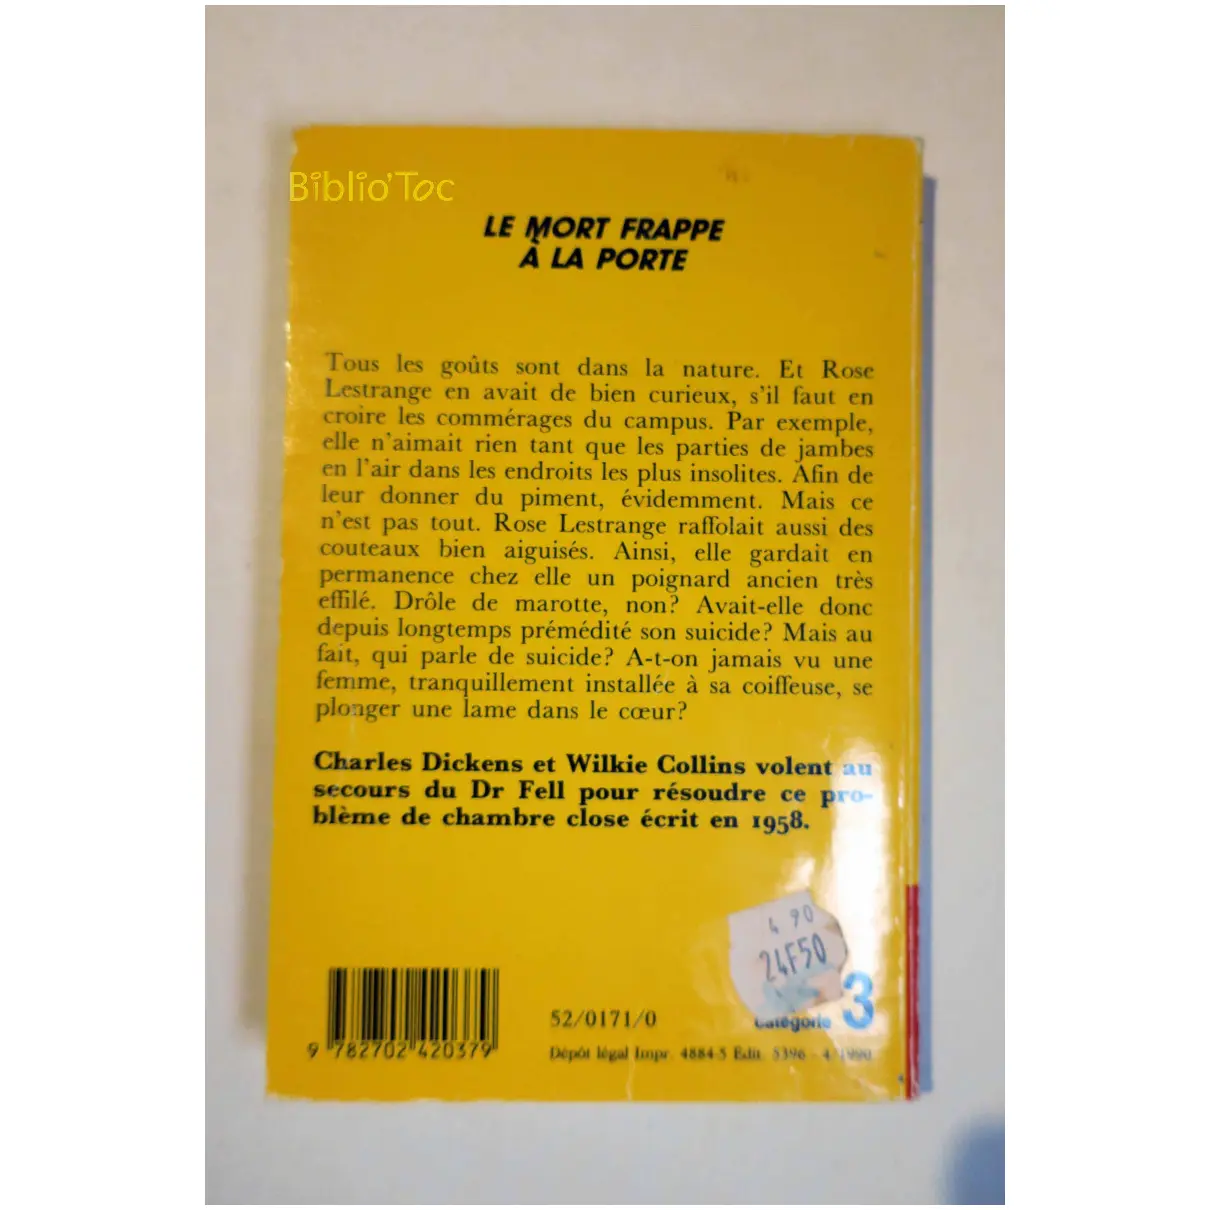 Biblio'Toc
LE MORT FRAPPE
À LA PORTE
Tous les goûts sont dans la nature. Et Rose
Lestrange en avait de bien curieux, s'il faut en
croire les commérages du campus. Par exemple,
elle n'aimait rien tant que les parties de jambes
en l'air dans les endroits les plus insolites. Afin de
leur donner du piment, évidemment. Mais ce
n'est pas tout. Rose Lestrange raffolait aussi des
couteaux bien aiguisés. Ainsi, elle gardait en
permanence chez elle un poignard ancien très
effilé. Drôle de marotte, non? Avait-elle donc
depuis longtemps prémédité son suicide? Mais au
fait, qui parle de suicide? A-t-on jamais vu une
femme, tranquillement installée à sa coiffeuse, se
plonger une lame dans le cœur?
Charles Dickens et Wilkie Collins volent au
secours du Dr Fell pour résoudre ce pro-
blème de chambre close écrit en 1958.
4 90
24F50
52/0171/0
Catégorie 3
9 782702 420379
Dépôt légal Impr. 4884-5 Edit. 5396 - 4/1990